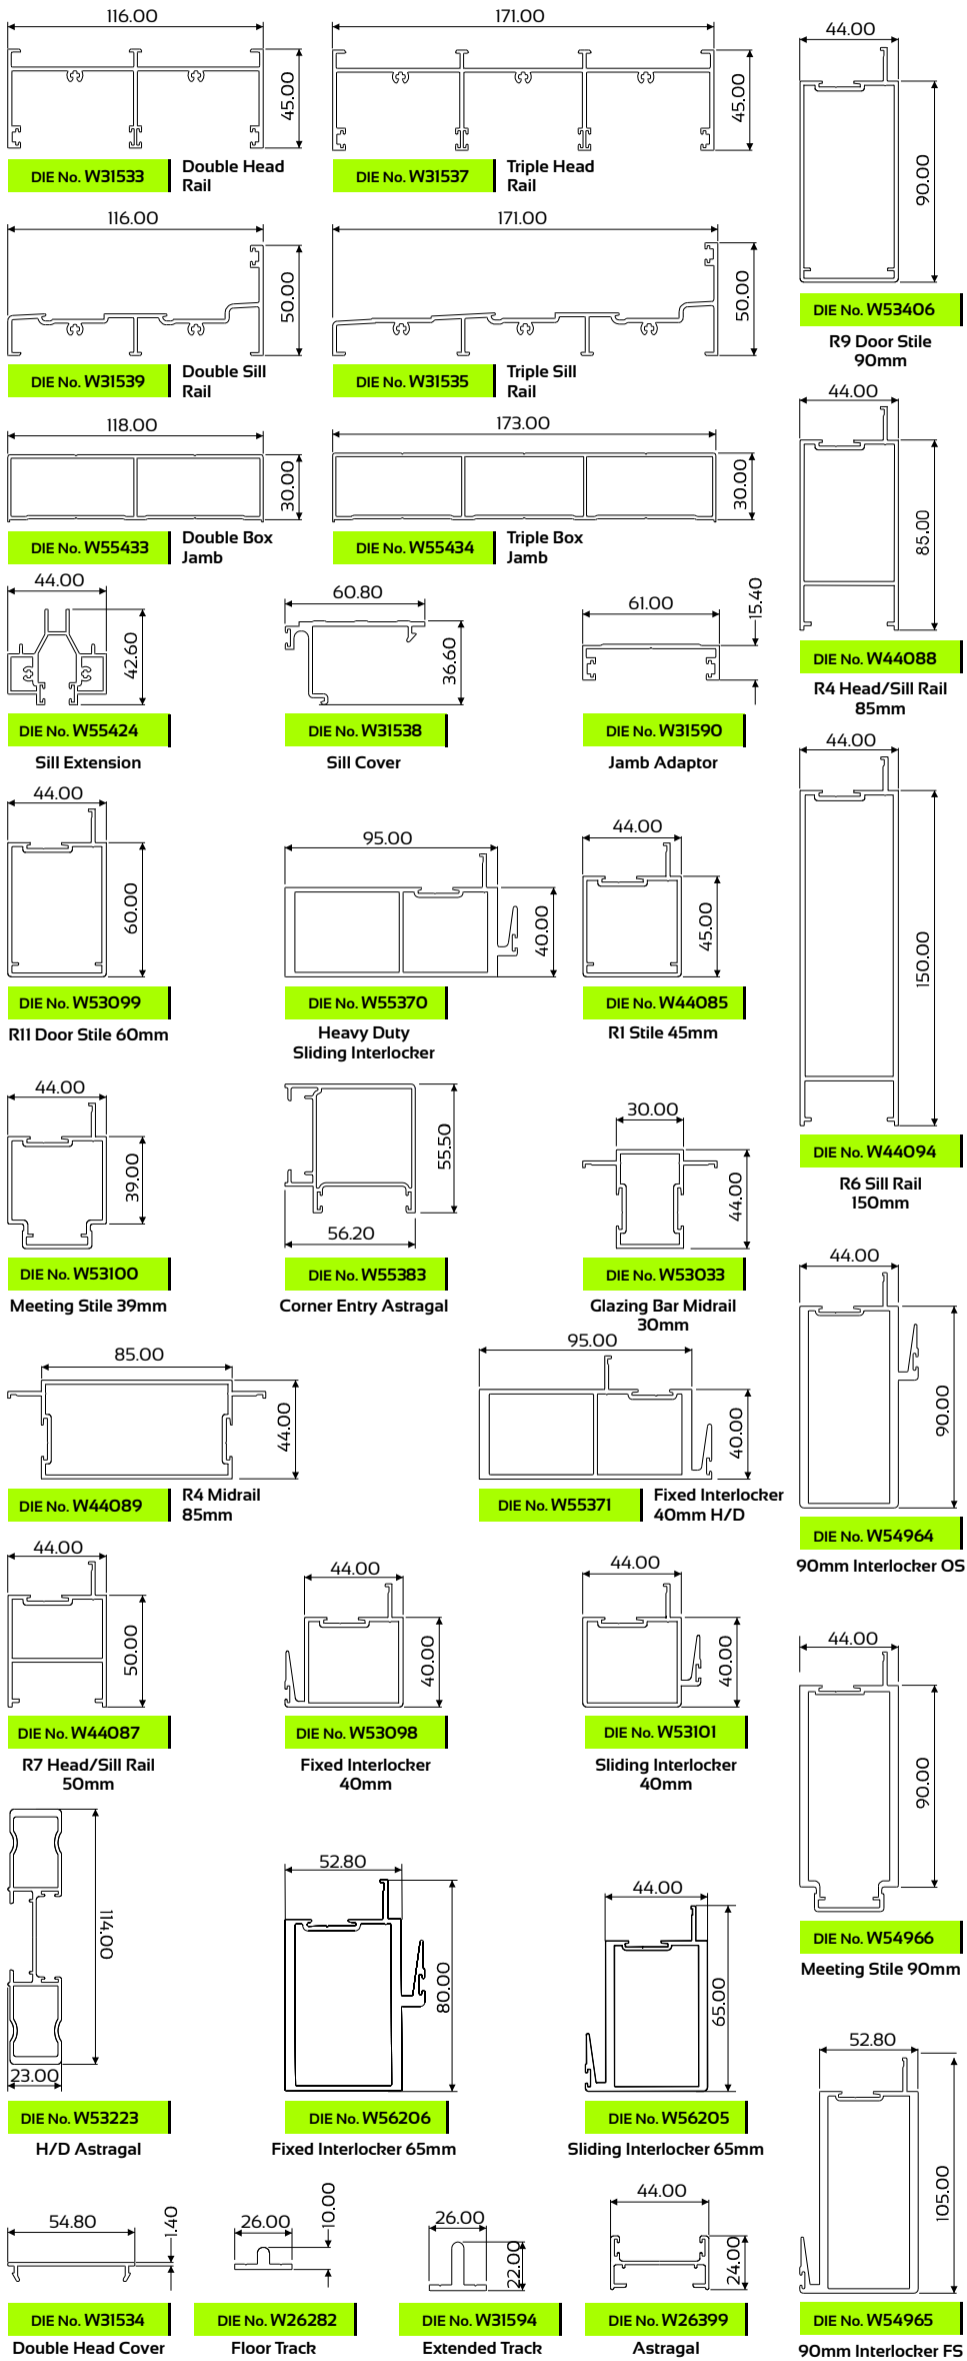 116.00
45.00
DIE No. W31533
Double Head
Rail
171.00
45.00
DIE No. W31537
Triple Head
Rail
44.00
90.00
DIE No. W53406
R9 Door Stile
90mm
116.00
50.00
DIE No. W31539
Double Sill
Rail
171.00
50.00
DIE No. W31535
Triple Sill
Rail
118.00
30.00
DIE No. W55433
Double Box
Jamb
173.00
30.00
DIE No. W55434
Triple Box
Jamb
44.00
85.00
DIE No. W44088
R4 Head/Sill Rail
85mm
44.00
42.60
DIE No. W55424
Sill Extension
60.80
36.60
DIE No. W31538
Sill Cover
61.00
15.40
DIE No. W31590
Jamb Adaptor
44.00
150.00
DIE No. W44094
R6 Sill Rail
150mm
44.00
60.00
DIE No. W53099
R11 Door Stile 60mm
95.00
40.00
DIE No. W55370
Heavy Duty
Sliding Interlocker
44.00
45.00
DIE No. W44085
R1 Stile 45mm
44.00
39.00
DIE No. W53100
Meeting Stile 39mm
55.50
56.20
DIE No. W55383
Corner Entry Astragal
30.00
44.00
DIE No. W53033
Glazing Bar Midrail
30mm
44.00
90.00
DIE No. W54964
90mm Interlocker OS
85.00
44.00
DIE No. W44089
R4 Midrail
85mm
95.00
40.00
DIE No. W55371
Fixed Interlocker
40mm H/D
44.00
50.00
DIE No. W44087
R7 Head/Sill Rail
50mm
44.00
40.00
DIE No. W53098
Fixed Interlocker
40mm
44.00
40.00
DIE No. W53101
Sliding Interlocker
40mm
44.00
90.00
DIE No. W54966
Meeting Stile 90mm
114.00
23.00
DIE No. W53223
H/D Astragal
52.80
80.00
DIE No. W56206
Fixed Interlocker 65mm
44.00
65.00
DIE No. W56205
Sliding Interlocker 65mm
52.80
105.00
DIE No. W54965
90mm Interlocker FS
54.80
1.40
DIE No. W31534
Double Head Cover
26.00
10.00
DIE No. W26282
Floor Track
26.00
22.00
DIE No. W31594
Extended Track
44.00
24.00
DIE No. W26399
Astragal